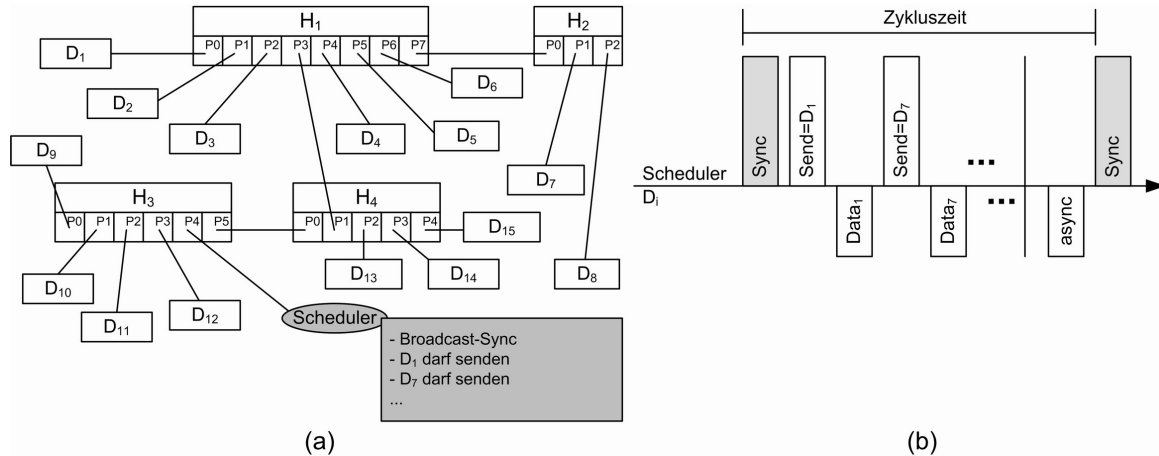 H1
P0 P1 P2 P3 P4 P5 P6 P7
H2
P0 P1 P2
D1
D2
D3
D4
D5
D6
D7
D8
D9
H3
P0 P1 P2 P3 P4 P5
H4
P0 P1 P2 P3 P4
D10
D11
D12
D13
D14
D15
Scheduler
- Broadcast-Sync
- D1 darf senden
- D7 darf senden
...
(a)
Zykluszeit
Sync
Send=D1
Send=D7
...
Sync
Scheduler
Di
Data1
Data7
...
async
(b)